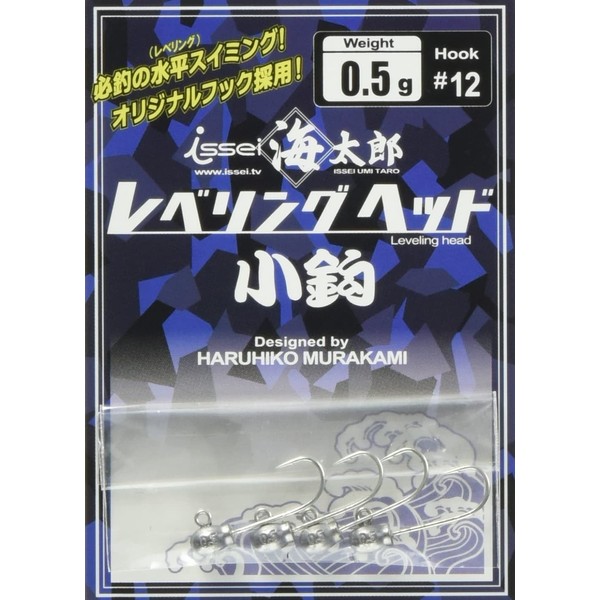 (レベリング)
必釣の水平スイミング!
オリジナルフック採用!
Weight
0.5g
Hook
#12
issei 海太郎
www.issei.tv
ISSEI UMI TARO
レベリングヘッド
Leveling head
小鈎
Designed by
HARUHIKO MURAKAMI